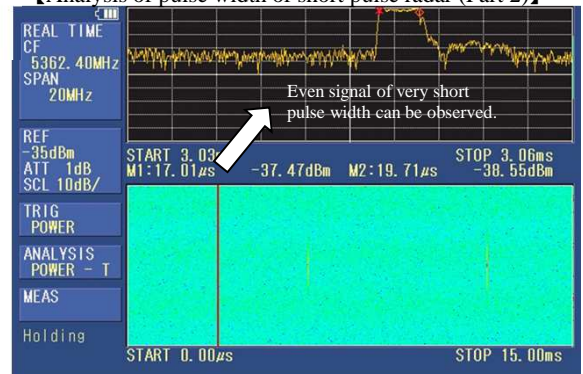 【Analysis of pulse width of short pulse radar (Part 2)】
REAL TIME
CF
5362.40MHz
SPAN
20MHz
Even signal of very short
pulse width can be observed.
REF
-35dBm
ATT 1dB
SCL 10dB/
START 3.03
STOP 3.06ms
M1:17.01μs -37.47dBm M2:19.71μs -38.55dBm
TRIG
POWER
ANALYSIS
POWER - T
MEAS
Holding
START 0.00μs
STOP 15.00ms